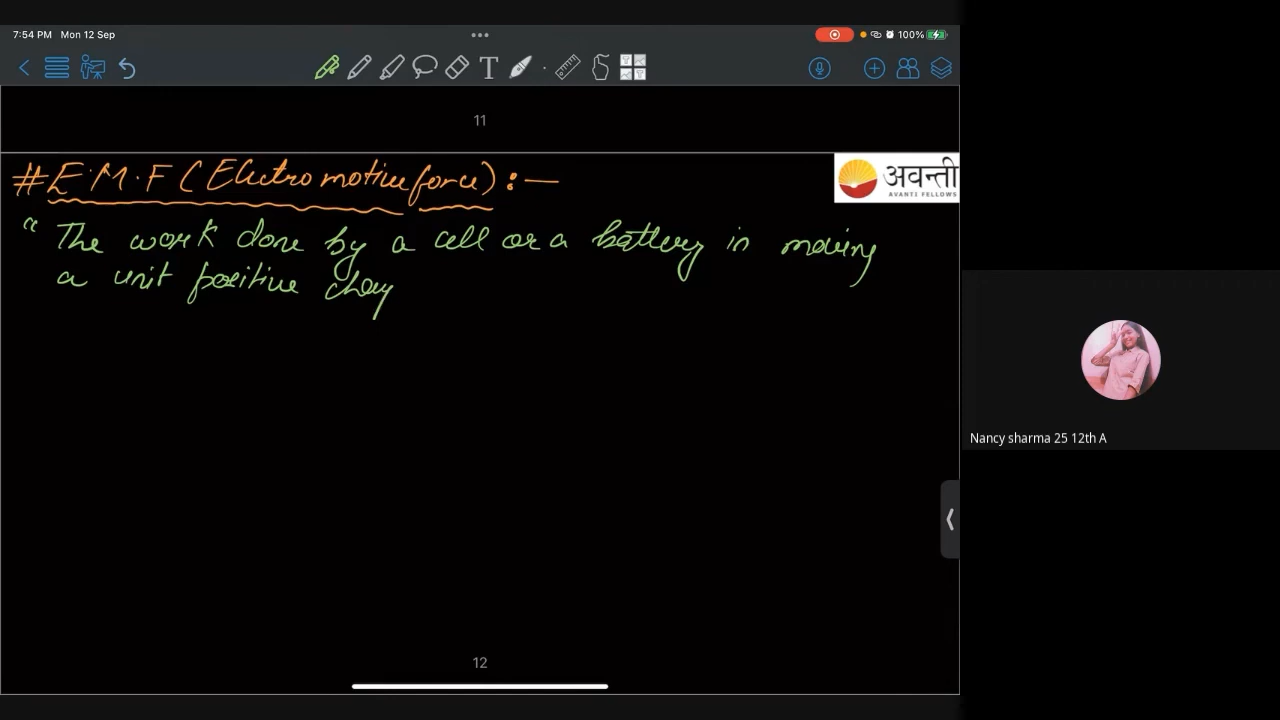 7:54 PM Mon 12 Sep
100%
T
11
#E.M.F (Electromotive force) :—
अवन्ती
AVANTI FELLOWS
" The work done by a cell or a battery in moving
a unit positive charg
Nancy sharma 25 12th A
12